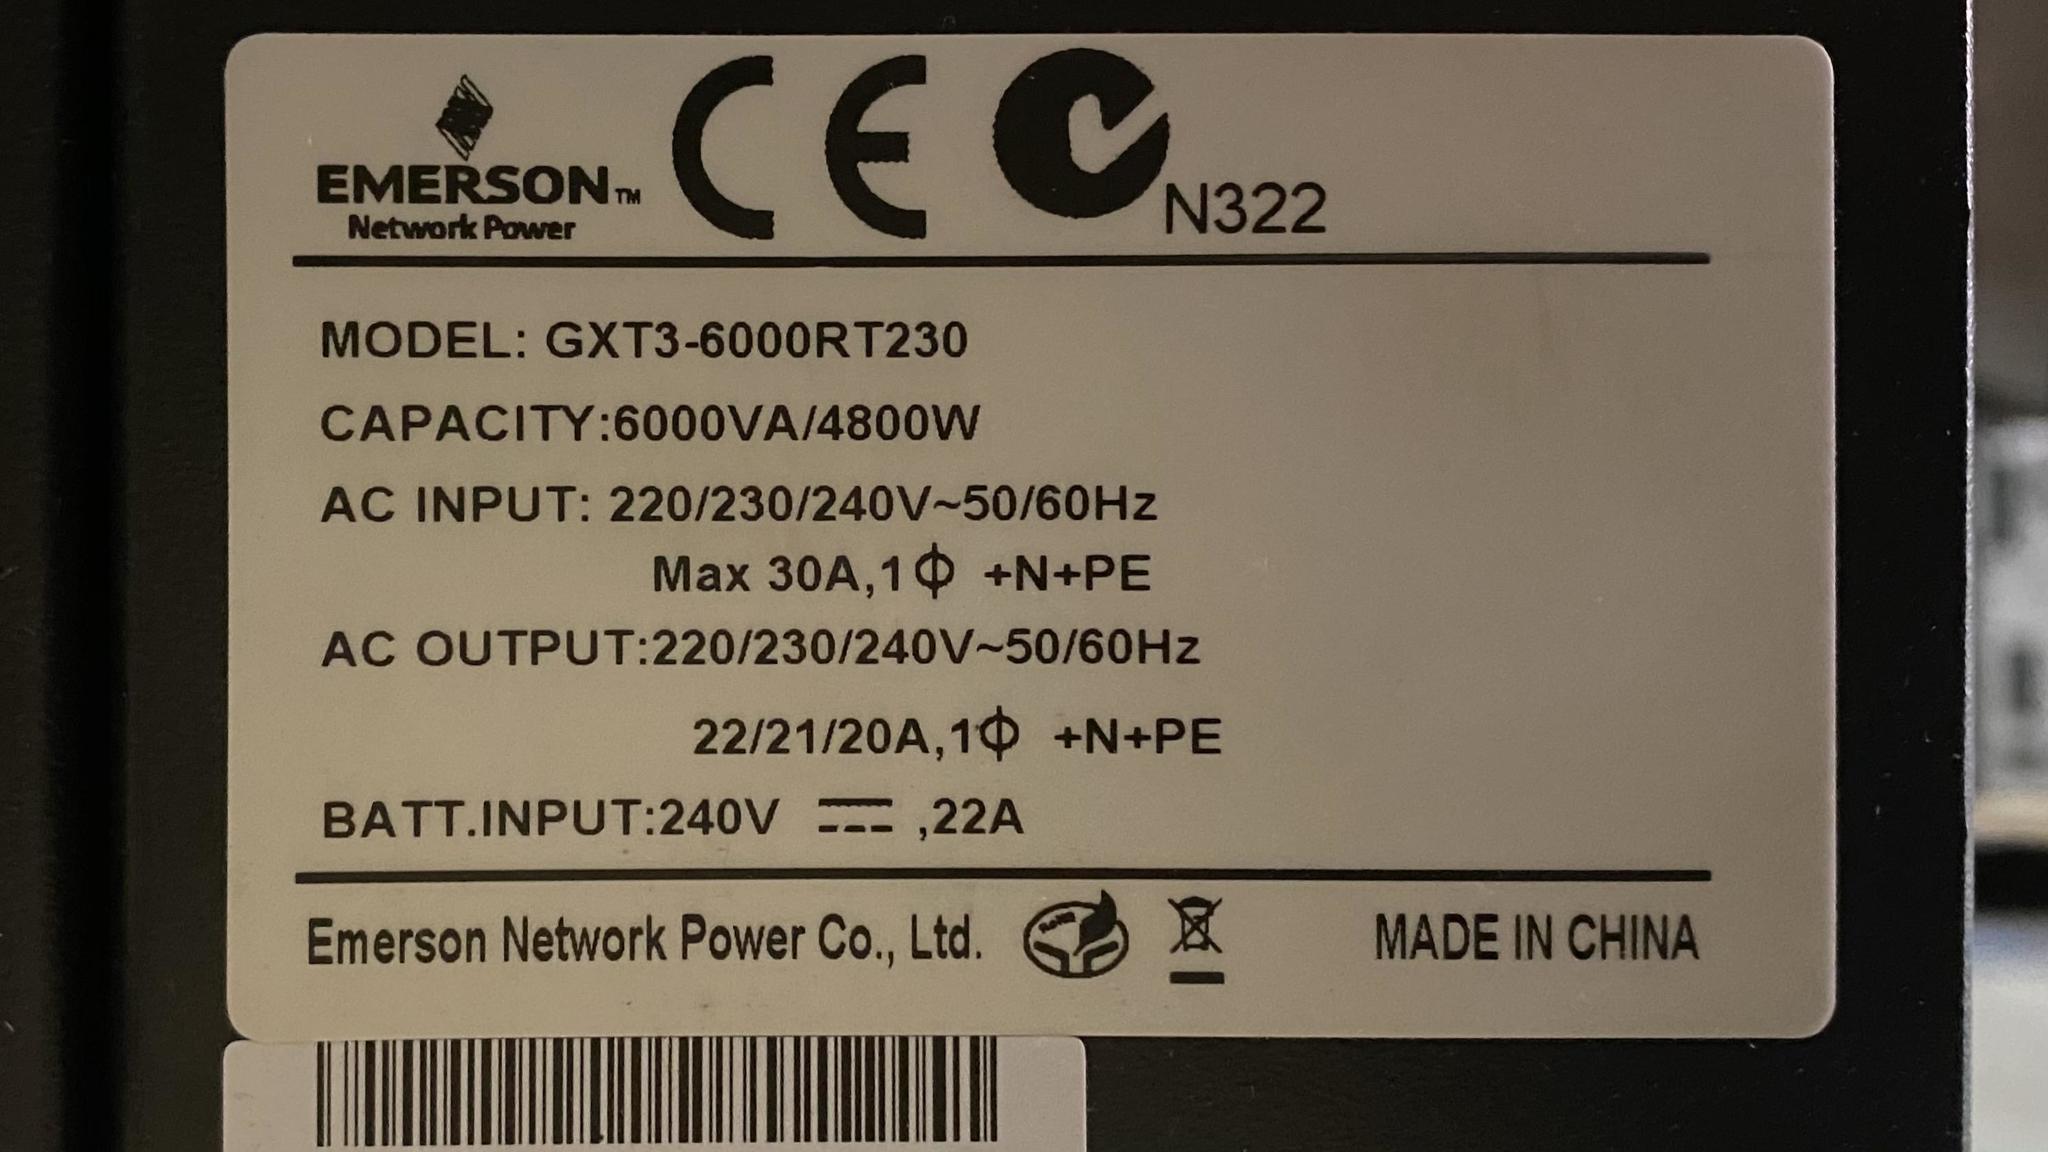 EMERSON™
Network Power
CE
N322
MODEL: GXT3-6000RT230
CAPACITY:6000VA/4800W
AC INPUT: 220/230/240V~50/60Hz
Max 30A,1Φ +N+PE
AC OUTPUT:220/230/240V~50/60Hz
22/21/20A,1Φ +N+PE
BATT.INPUT:240V ⎓ ,22A
Emerson Network Power Co., Ltd.
MADE IN CHINA